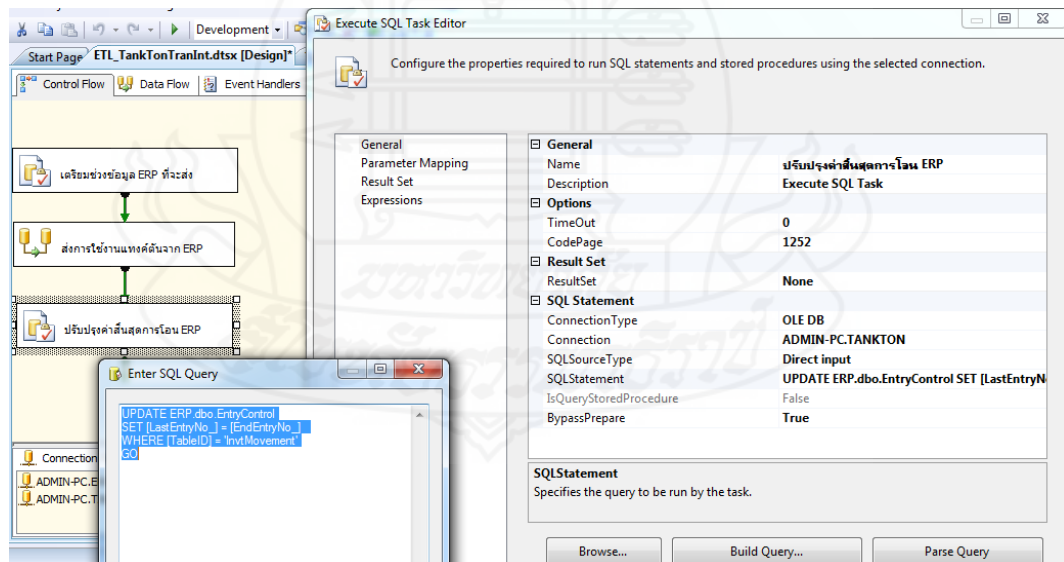 Development
Start Page
ETL_TankTonTranInt.dtsx [Design]*
Control Flow
Data Flow
Event Handlers
เตรียมช่วงข้อมูล ERP ที่จะส่ง
ส่งการใช้งานแทงค์ตันจาก ERP
ปรับปรุงค่าสิ้นสุดการโอน ERP
Connection
ADMIN-PC.E
ADMIN-PC.T
Execute SQL Task Editor
Configure the properties required to run SQL statements and stored procedures using the selected connection.
General
Parameter Mapping
Result Set
Expressions
General
Name ปรับปรุงค่าสิ้นสุดการโอน ERP
Description Execute SQL Task
Options
TimeOut 0
CodePage 1252
Result Set
ResultSet None
SQL Statement
ConnectionType OLE DB
Connection ADMIN-PC.TANKTON
SQLSourceType Direct input
SQLStatement UPDATE ERP.dbo.EntryControl SET [LastEntryN
IsQueryStoredProcedure False
BypassPrepare True
SQLStatement
Specifies the query to be run by the task.
Browse...
Build Query...
Parse Query
Enter SQL Query
UPDATE ERP.dbo.EntryControl
SET [LastEntryNo_] = [EndEntryNo_]
WHERE [TableID] = 'InvtMovement'
GO